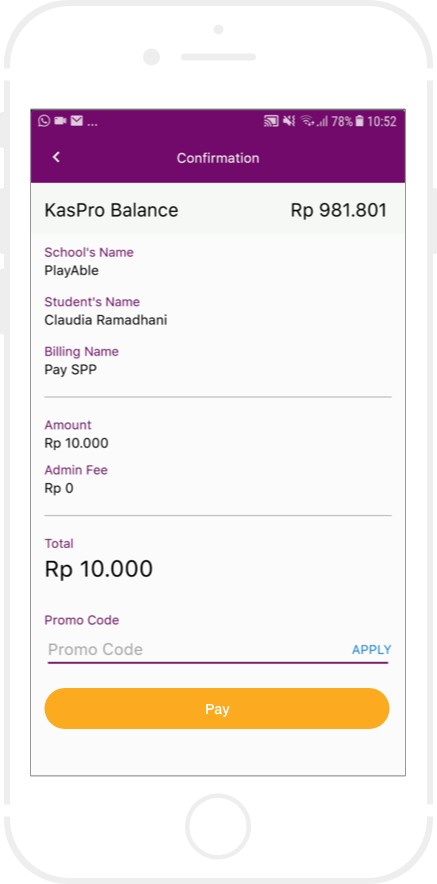 ... 78% 10:52
Confirmation
KasPro Balance Rp 981.801
School's Name
PlayAble
Student's Name
Claudia Ramadhani
Billing Name
Pay SPP
Amount
Rp 10.000
Admin Fee
Rp 0
Total
Rp 10.000
Promo Code
Promo Code APPLY
Pay